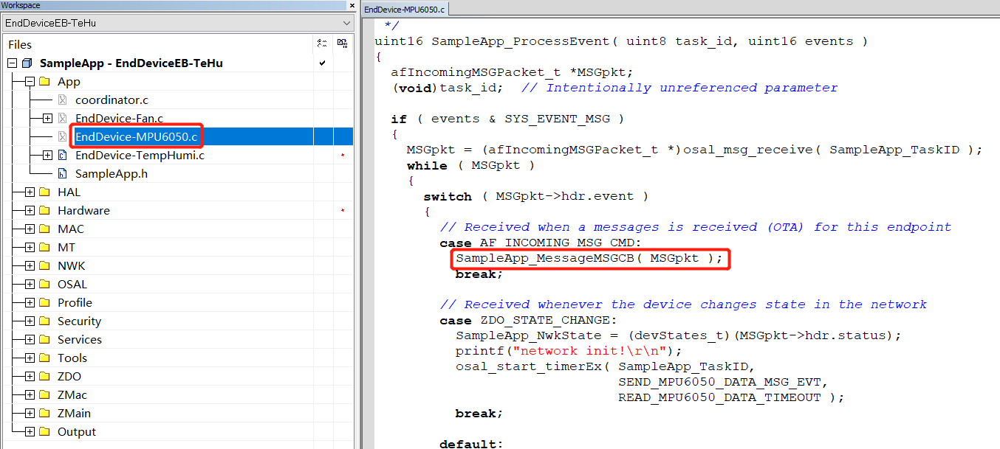 Workspace
EndDeviceEB-TeHu
Files
SampleApp - EndDeviceEB-TeHu
App
coordinator.c
EndDevice-Fan.c
EndDevice-MPU6050.c
EndDevice-TempHumi.c
SampleApp.h
HAL
Hardware
MAC
MT
NWK
OSAL
Profile
Security
Services
Tools
ZDO
ZMac
ZMain
Output
EndDevice-MPU6050.c
*/
uint16 SampleApp_ProcessEvent( uint8 task_id, uint16 events )
{
afIncomingMSGPacket_t *MSGpkt;
(void)task_id; // Intentionally unreferenced parameter
if ( events & SYS_EVENT_MSG )
{
MSGpkt = (afIncomingMSGPacket_t *)osal_msg_receive( SampleApp_TaskID );
while ( MSGpkt )
{
switch ( MSGpkt->hdr.event )
{
// Received when a messages is received (OTA) for this endpoint
case AF_INCOMING_MSG_CMD:
SampleApp_MessageMSGCB( MSGpkt );
break;
// Received whenever the device changes state in the network
case ZDO_STATE_CHANGE:
SampleApp_NwkState = (devStates_t)(MSGpkt->hdr.status);
printf("network init!\r\n");
osal_start_timerEx( SampleApp_TaskID,
SEND_MPU6050_DATA_MSG_EVT,
READ_MPU6050_DATA_TIMEOUT );
break;
default: